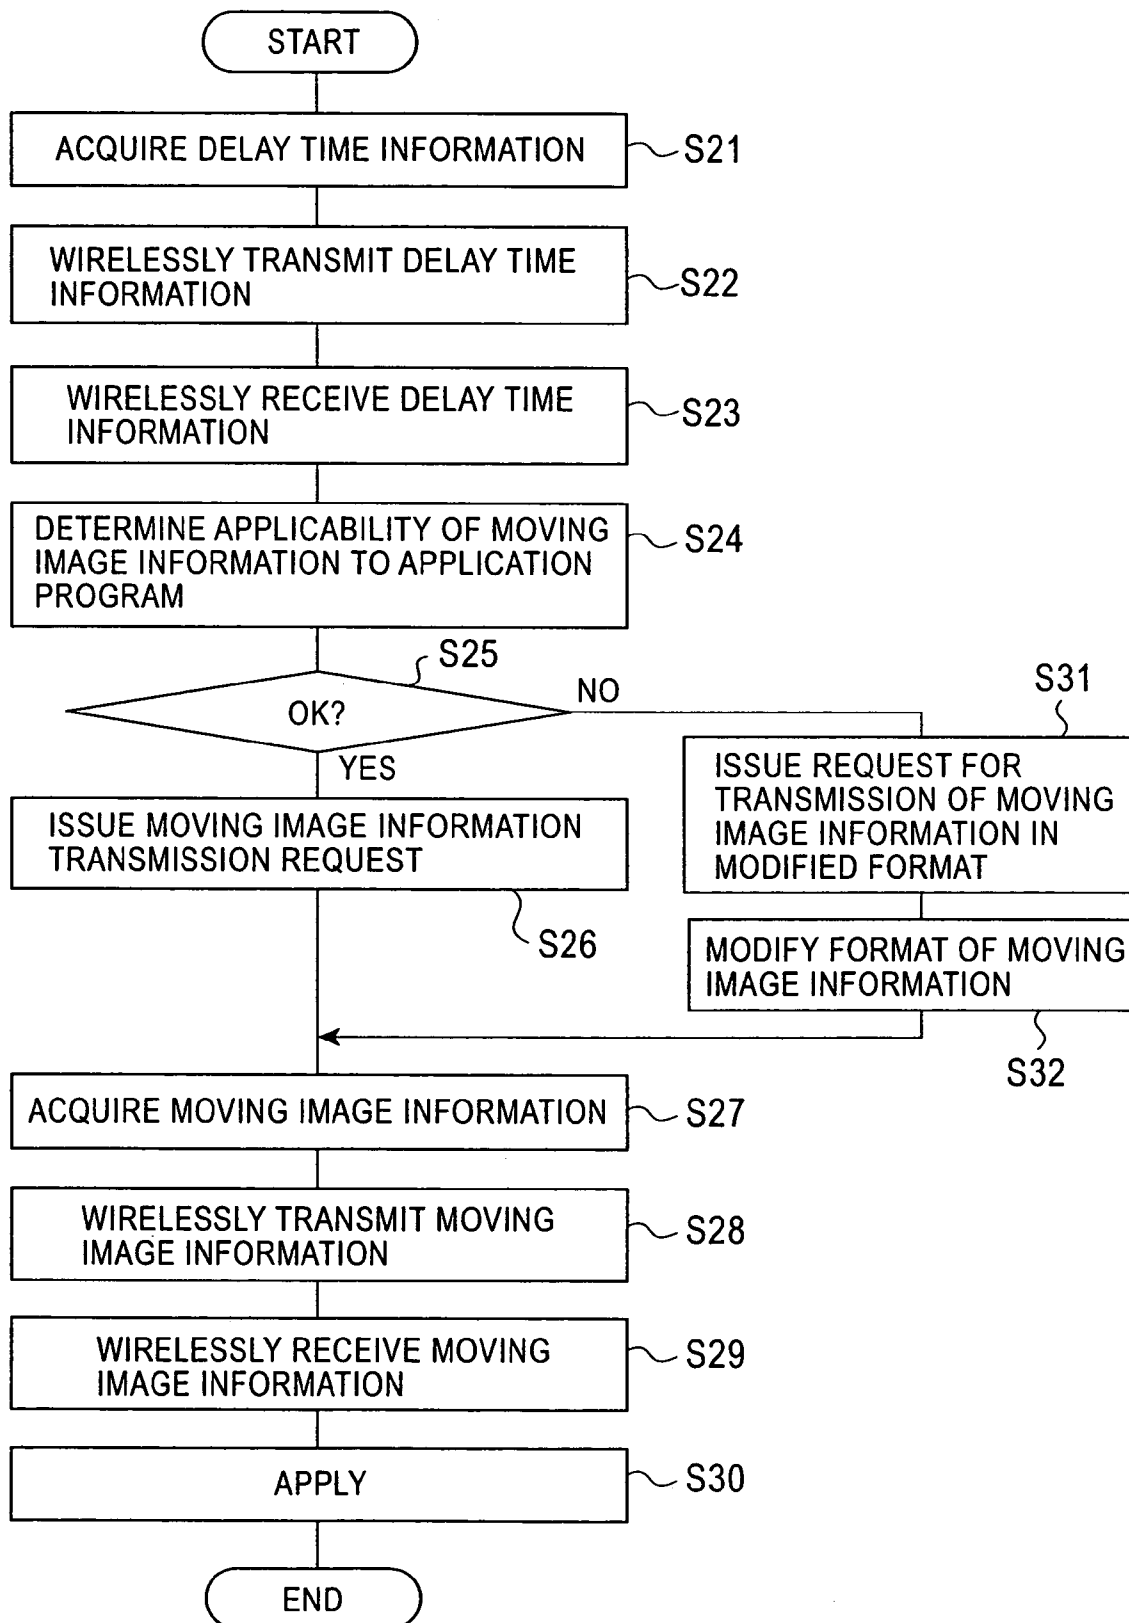 START
ACQUIRE DELAY TIME INFORMATION
S21
WIRELESSLY TRANSMIT DELAY TIME
INFORMATION
S22
WIRELESSLY RECEIVE DELAY TIME
INFORMATION
S23
DETERMINE APPLICABILITY OF MOVING
IMAGE INFORMATION TO APPLICATION
PROGRAM
S24
S25
OK?
NO
YES
S31
ISSUE REQUEST FOR
TRANSMISSION OF MOVING
IMAGE INFORMATION IN
MODIFIED FORMAT
ISSUE MOVING IMAGE INFORMATION
TRANSMISSION REQUEST
S26
MODIFY FORMAT OF MOVING
IMAGE INFORMATION
S32
ACQUIRE MOVING IMAGE INFORMATION
S27
WIRELESSLY TRANSMIT MOVING
IMAGE INFORMATION
S28
WIRELESSLY RECEIVE MOVING
IMAGE INFORMATION
S29
APPLY
S30
END